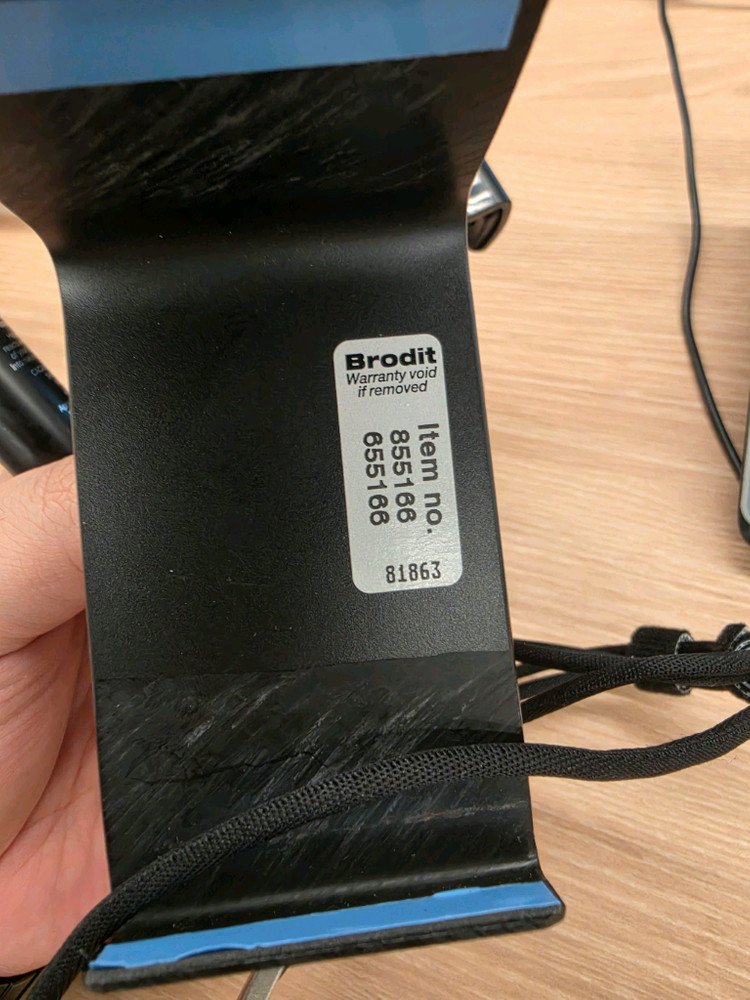 Brodit
Warranty void
if removed
Item no.
855166
655166
81863